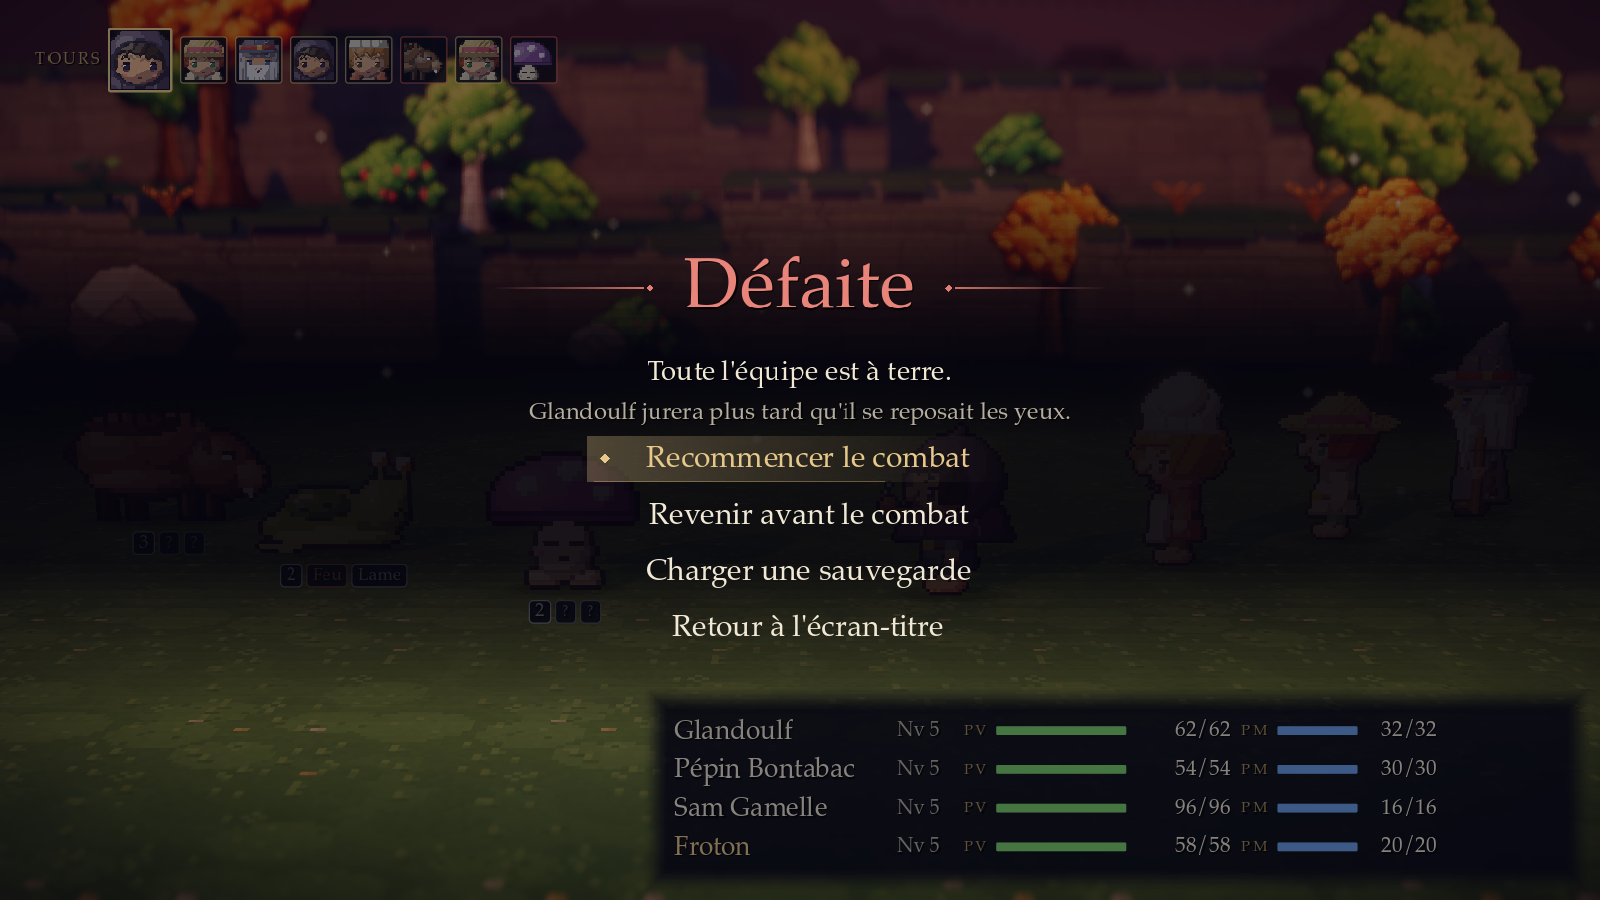 TOURS
Défaite
Toute l'équipe est à terre.
Glandoulf jurera plus tard qu'il se reposait les yeux.
Recommencer le combat
Revenir avant le combat
Charger une sauvegarde
Retour à l'écran-titre
3 ? ?
2 Feu Lame
2 ? ?
Glandoulf Nv 5 PV 62/62 PM 32/32
Pépin Bontabac Nv 5 PV 54/54 PM 30/30
Sam Gamelle Nv 5 PV 96/96 PM 16/16
Froton Nv 5 PV 58/58 PM 20/20